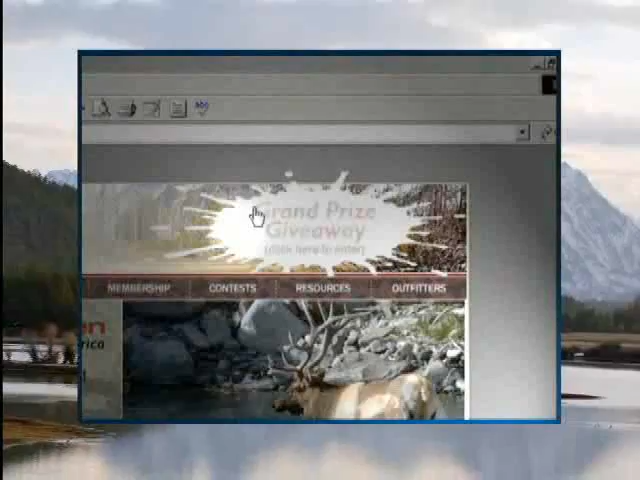 Grand Prize
Giveaway
(click here to enter)
MEMBERSHIP
CONTESTS
RESOURCES
OUTFITTERS